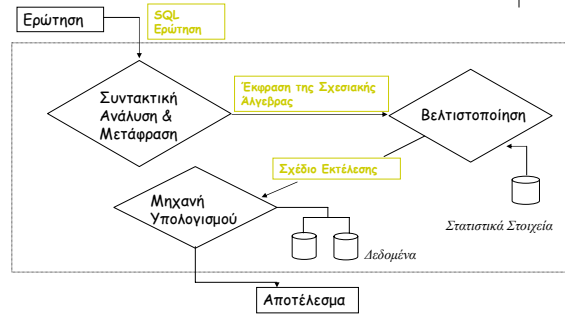 Ερώτηση
SQL
Ερώτηση
Συντακτική
Ανάλυση &
Μετάφραση
Έκφραση της Σχεσιακής
Άλγεβρας
Βελτιστοποίηση
Σχέδιο Εκτέλεσης
Μηχανή
Υπολογισμού
Στατιστικά Στοιχεία
Δεδομένα
Αποτέλεσμα